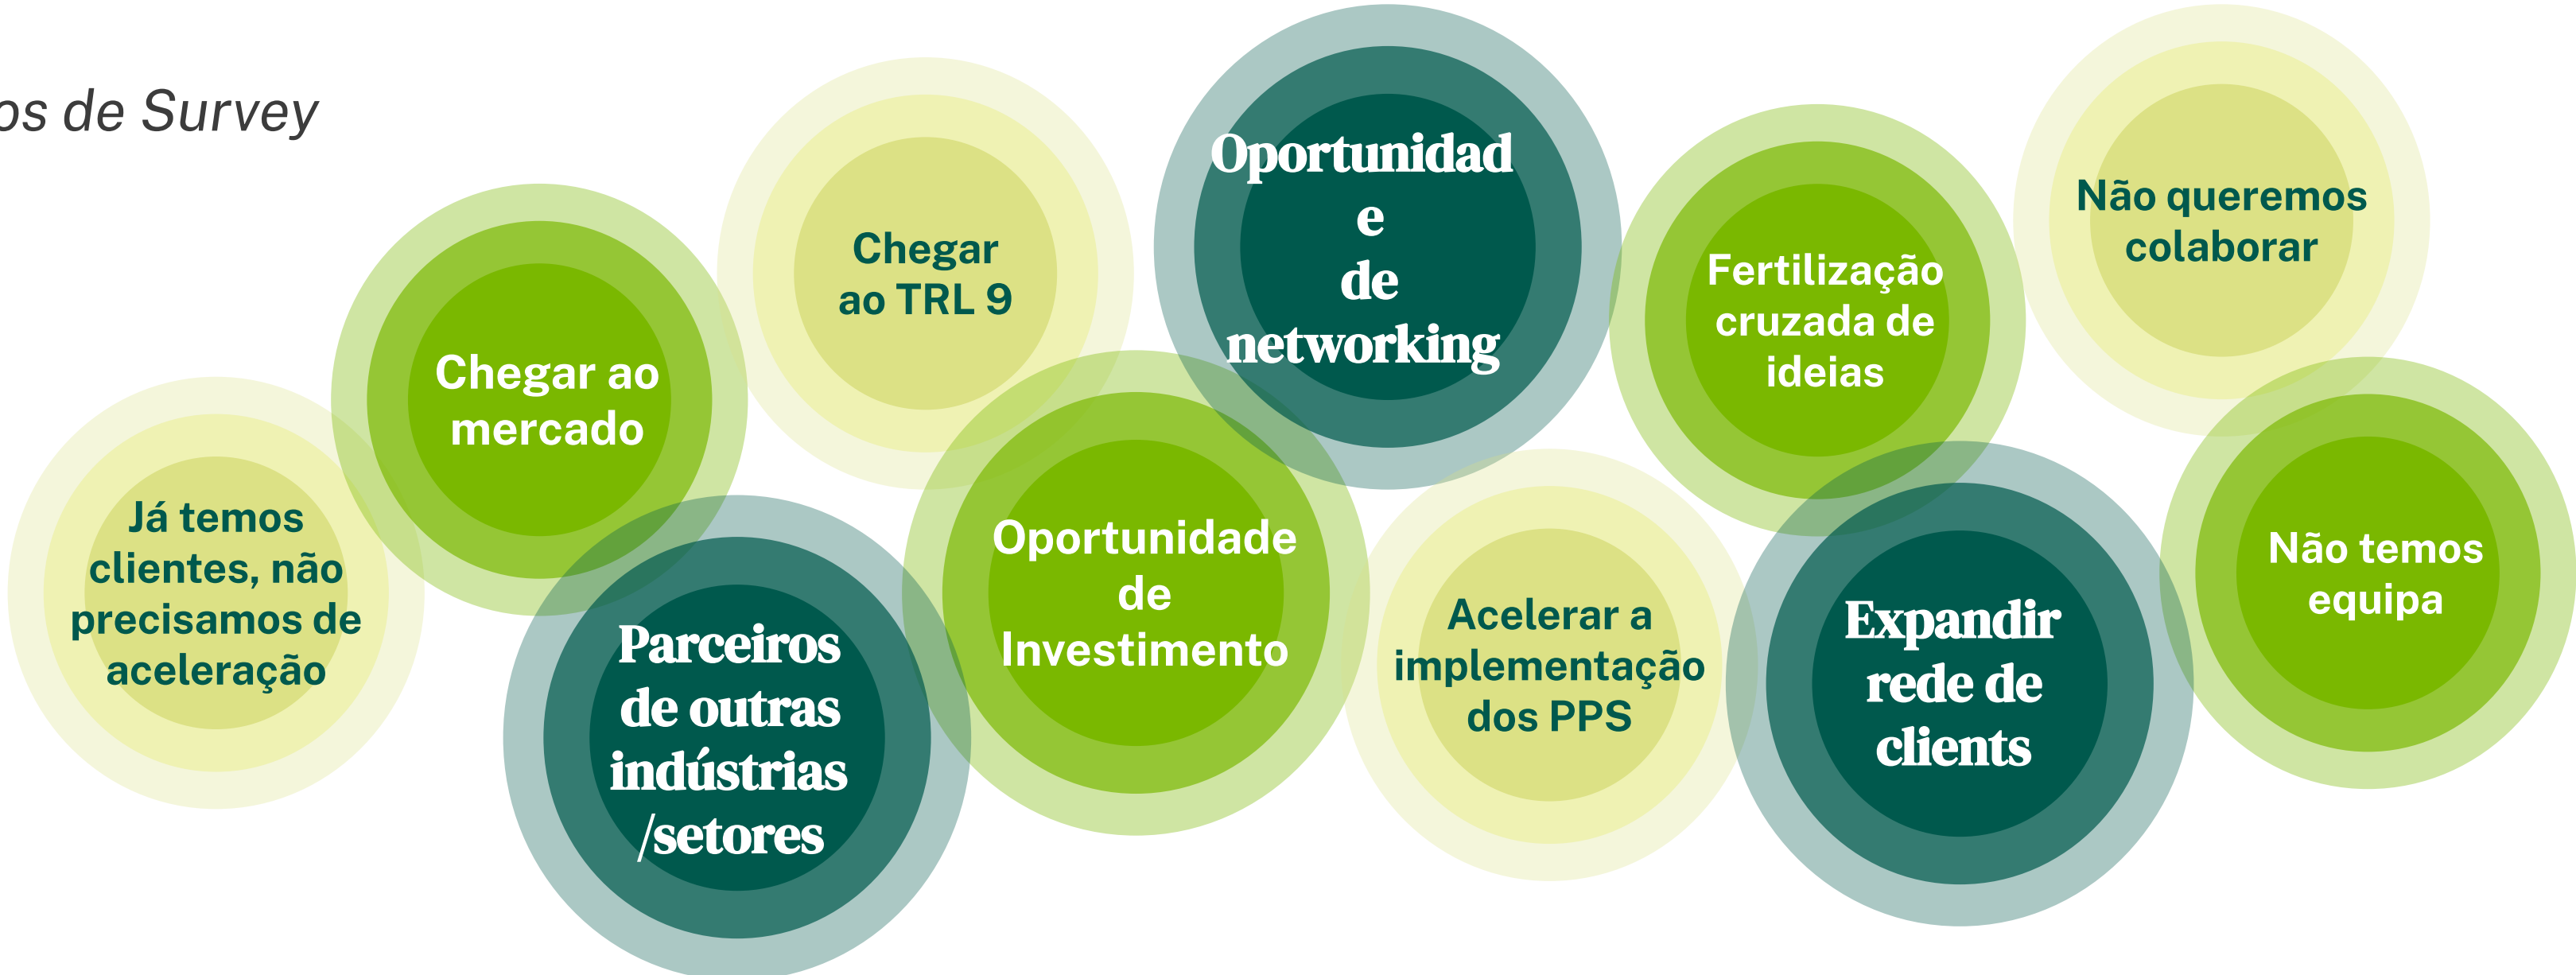 os de Survey
Já temos
clientes, não
precisamos de
aceleração
Chegar ao
mercado
Parceiros
de outras
indústrias
/setores
Chegar
ao TRL 9
Oportunidade
de
Investimento
Oportunidad
e
de
networking
Acelerar a
implementação
dos PPS
Fertilização
cruzada de
ideias
Expandir
rede de
clients
Não queremos
colaborar
Não temos
equipa